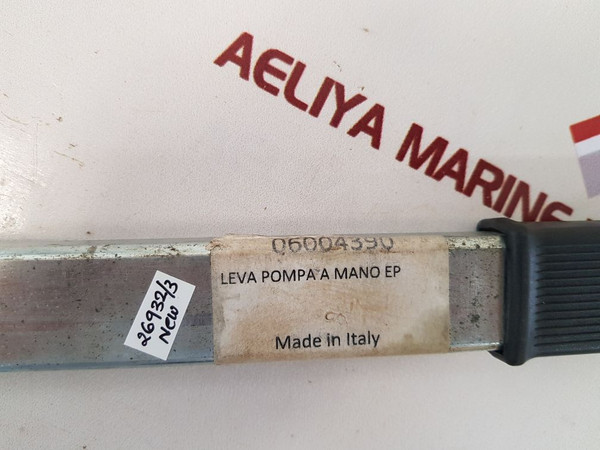 AELIYA MARINE
06004390
LEVA POMPA A MANO EP
Made in Italy
26932/3
New